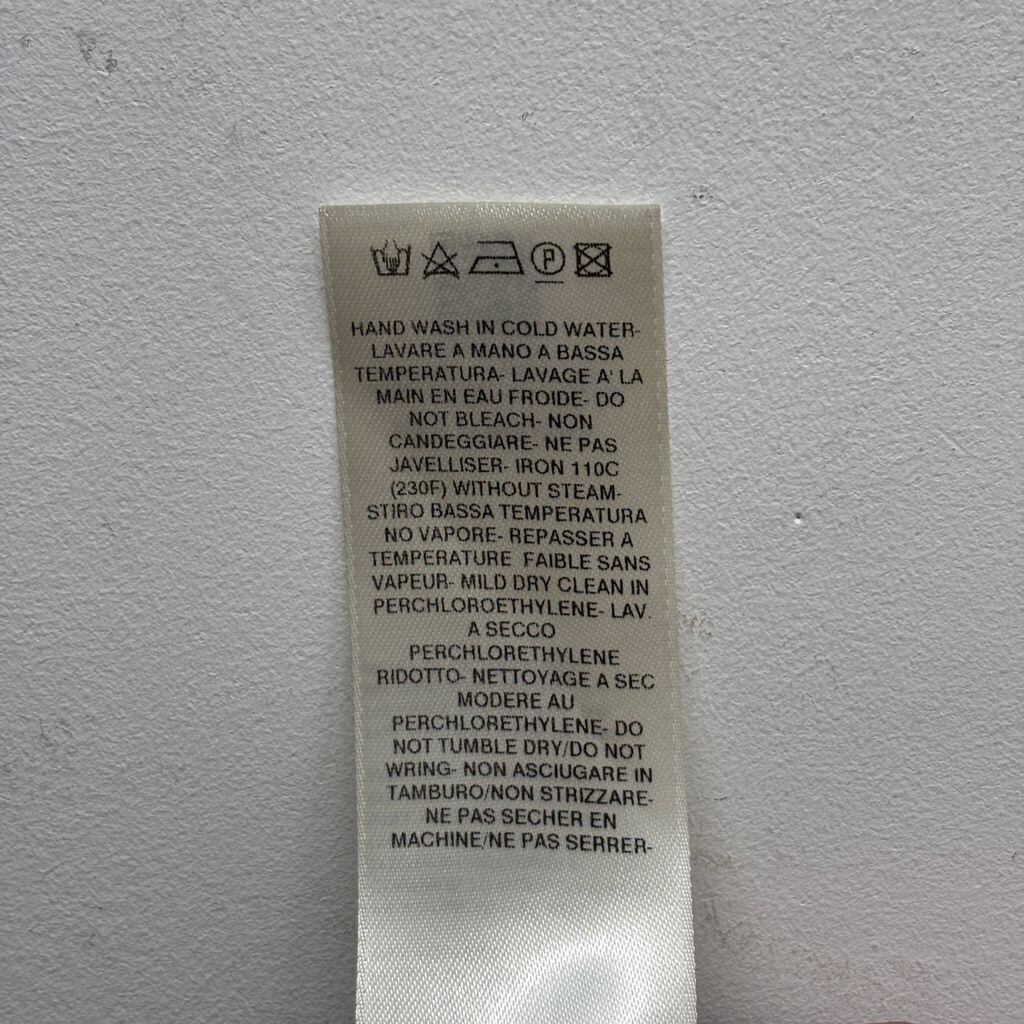 P
HAND WASH IN COLD WATER-
LAVARE A MANO A BASSA
TEMPERATURA- LAVAGE A' LA
MAIN EN EAU FROIDE- DO
NOT BLEACH- NON
CANDEGGIARE- NE PAS
JAVELLISER- IRON 110C
(230F) WITHOUT STEAM-
STIRO BASSA TEMPERATURA
NO VAPORE- REPASSER A
TEMPERATURE FAIBLE SANS
VAPEUR- MILD DRY CLEAN IN
PERCHLOROETHYLENE- LAV.
A SECCO
PERCHLORETHYLENE
RIDOTTO- NETTOYAGE A SEC
MODERE AU
PERCHLORETHYLENE- DO
NOT TUMBLE DRY/DO NOT
WRING- NON ASCIUGARE IN
TAMBURO/NON STRIZZARE-
NE PAS SECHER EN
MACHINE/NE PAS SERRER-